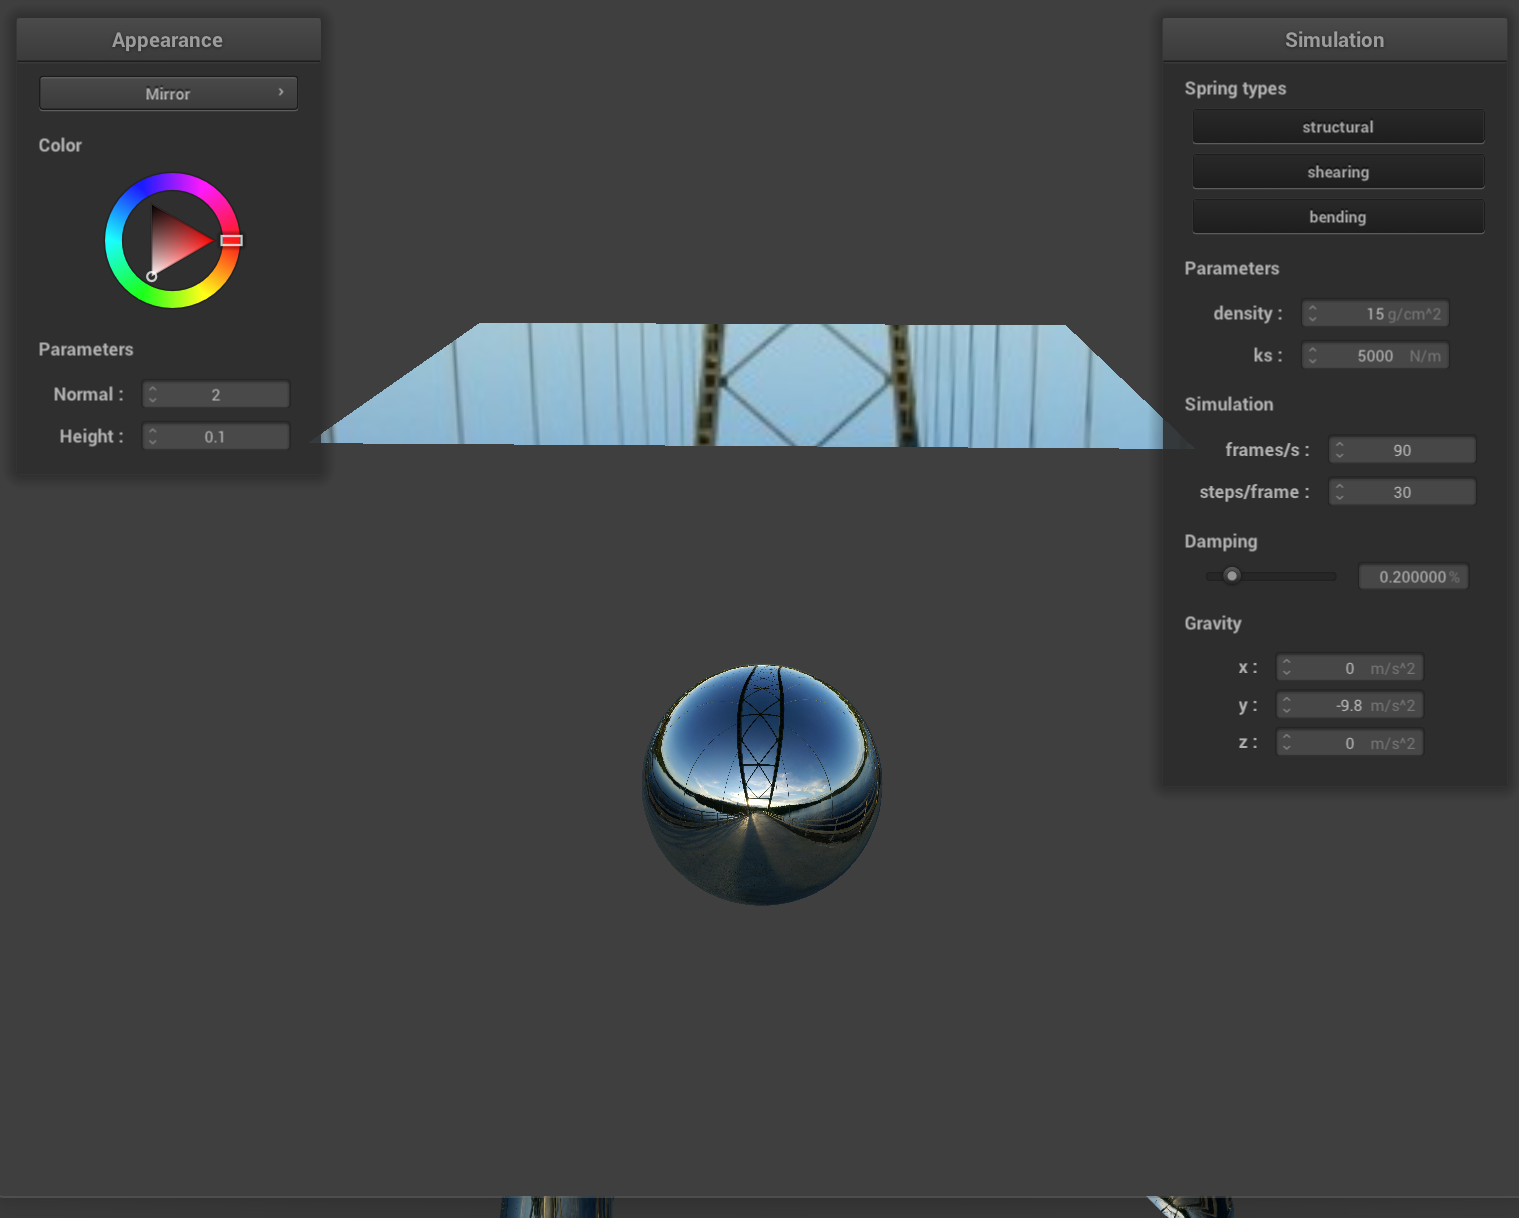 Appearance
Mirror
Color
Parameters
Normal : 2
Height : 0.1
Simulation
Spring types
structural
shearing
bending
Parameters
density : 15 g/cm^2
ks : 5000 N/m
Simulation
frames/s : 90
steps/frame : 30
Damping
0.200000 %
Gravity
x : 0 m/s^2
y : -9.8 m/s^2
z : 0 m/s^2